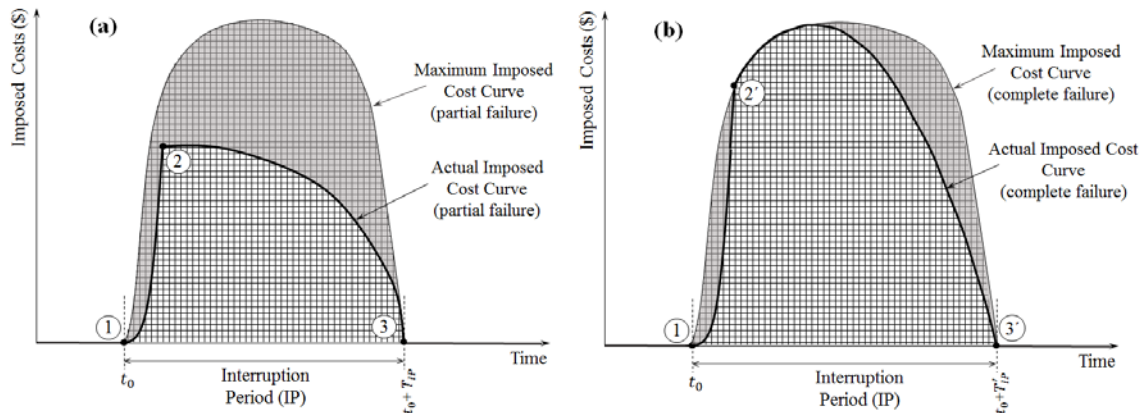 (a)
Imposed Costs ($)
Maximum Imposed
Cost Curve
(partial failure)
Actual Imposed
Cost Curve
(partial failure)
1
2
3
Time
t₀
Interruption
Period (IP)
t₀+ T_IP
(b)
Imposed Costs ($)
Maximum Imposed
Cost Curve
(complete failure)
Actual Imposed Cost
Curve
(complete failure)
1
2′
3′
Time
t₀
Interruption
Period (IP)
t₀+T′_IP